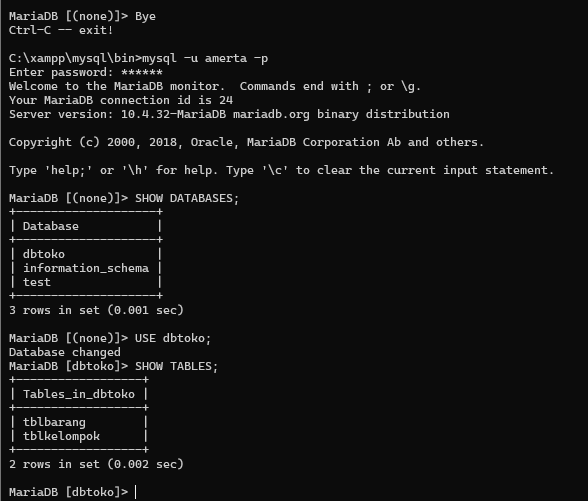 MariaDB [(none)]> Bye
Ctrl-C -- exit!
C:\xampp\mysql\bin>mysql -u amerta -p
Enter password: ******
Welcome to the MariaDB monitor.  Commands end with ; or \g.
Your MariaDB connection id is 24
Server version: 10.4.32-MariaDB mariadb.org binary distribution
Copyright (c) 2000, 2018, Oracle, MariaDB Corporation Ab and others.
Type 'help;' or '\h' for help. Type '\c' to clear the current input statement.
MariaDB [(none)]> SHOW DATABASES;
+--------------------+
| Database           |
+--------------------+
| dbtoko             |
| information_schema |
| test               |
+--------------------+
3 rows in set (0.001 sec)
MariaDB [(none)]> USE dbtoko;
Database changed
MariaDB [dbtoko]> SHOW TABLES;
+------------------+
| Tables_in_dbtoko |
+------------------+
| tblbarang        |
| tblkelompok      |
+------------------+
2 rows in set (0.002 sec)
MariaDB [dbtoko]>